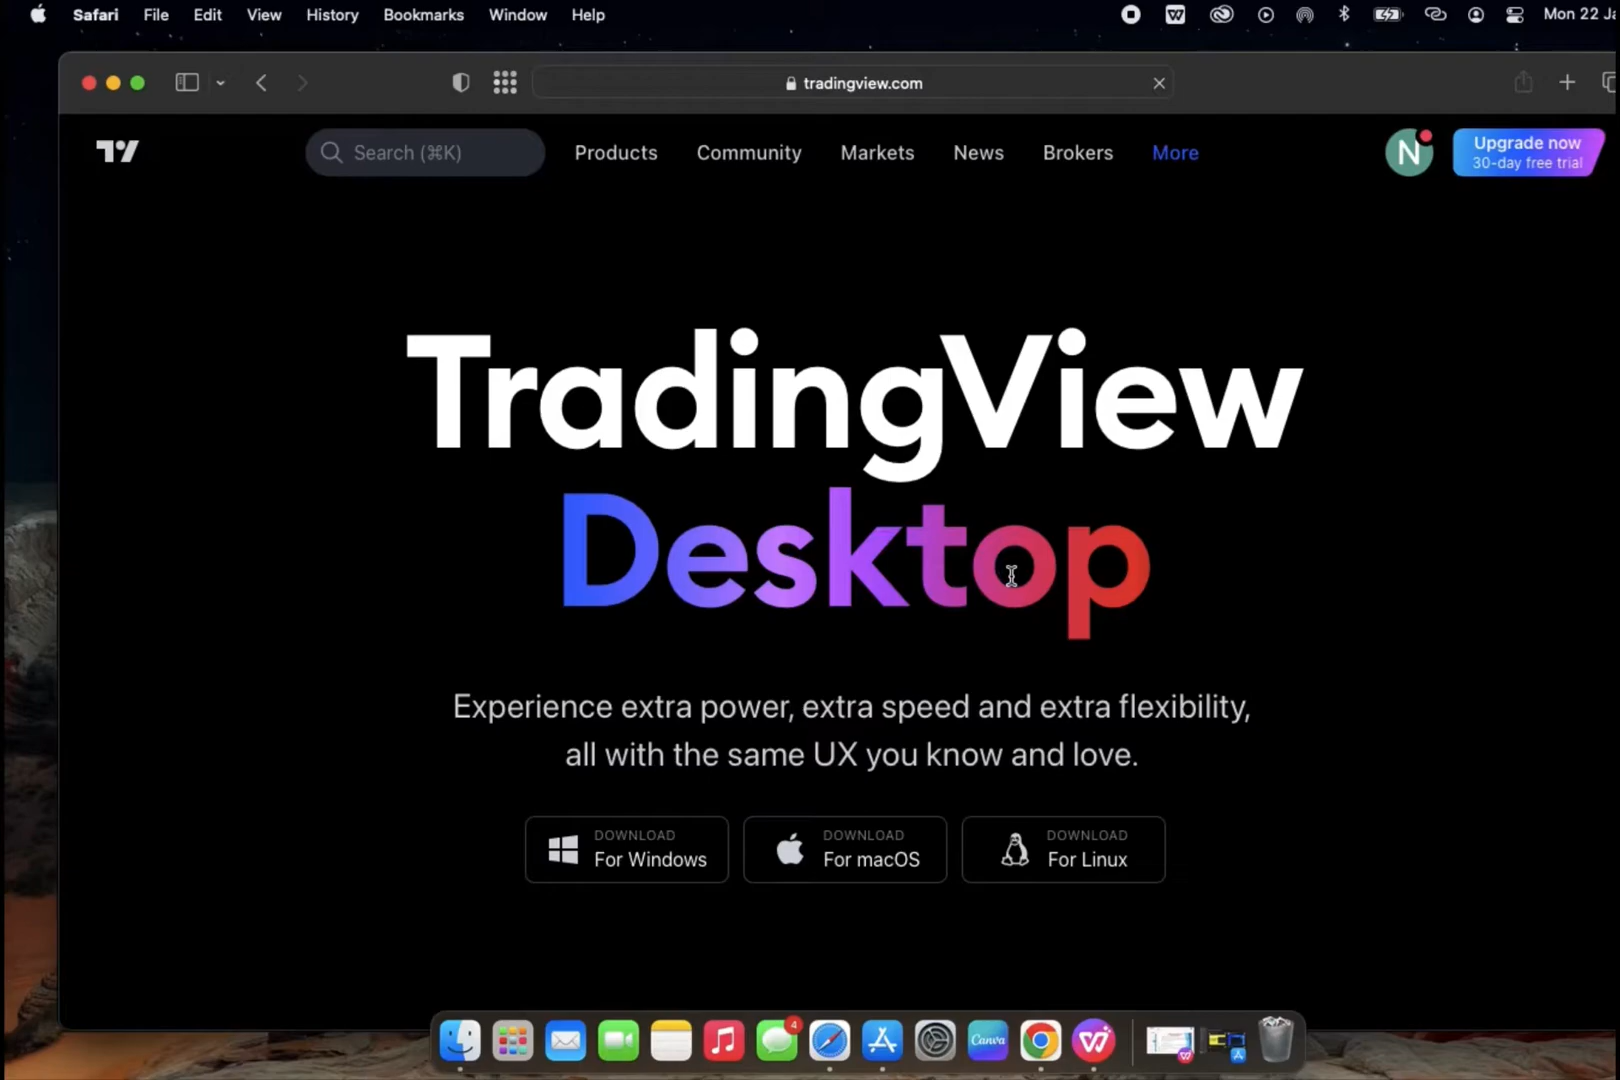 Safari File Edit View History Bookmarks Window Help
Mon 22 Ja
tradingview.com
Search (⌘K)
Products Community Markets News Brokers More
N
Upgrade now
30-day free trial
TradingView
Desktop
Experience extra power, extra speed and extra flexibility,
all with the same UX you know and love.
DOWNLOAD
For Windows
DOWNLOAD
For macOS
DOWNLOAD
For Linux
4
Canva